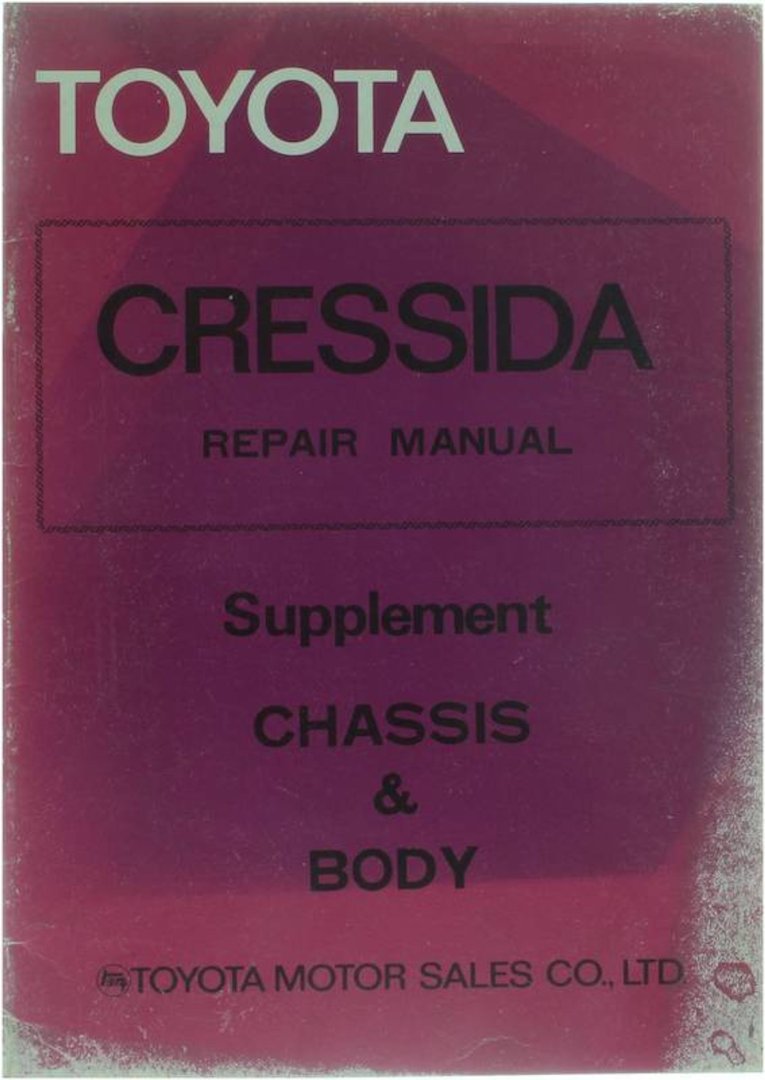 TOYOTA
CRESSIDA
REPAIR MANUAL
Supplement
CHASSIS
&
BODY
TOYOTA MOTOR SALES CO., LTD.